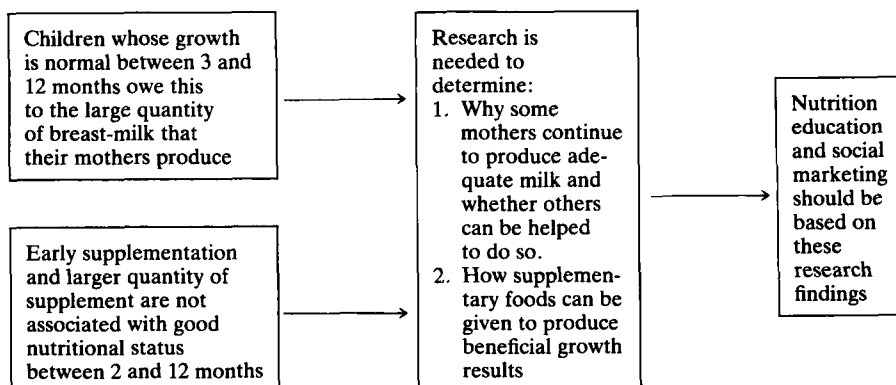 Children whose growth
is normal between 3 and
12 months owe this
to the large quantity
of breast-milk that
their mothers produce
Early supplementation
and larger quantity of
supplement are not
associated with good
nutritional status
between 2 and 12 months
Research is
needed to
determine:
1. Why some
mothers continue
to produce ade-
quate milk and
whether others
can be helped
to do so.
2. How supplemen-
tary foods can be
given to produce
beneficial growth
results
Nutrition
education
and social
marketing
should be
based on
these
research
findings